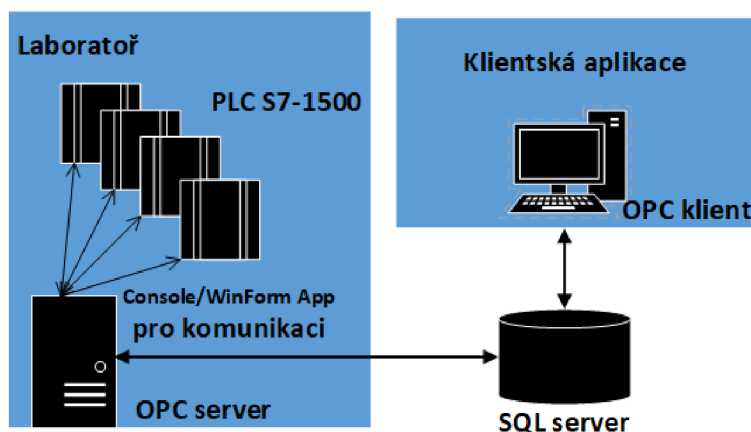 Laboratoř
PLC S7-1500
Console/WinForm App
pro komunikaci
OPC server
Klientská aplikace
OPC klient
SQL server